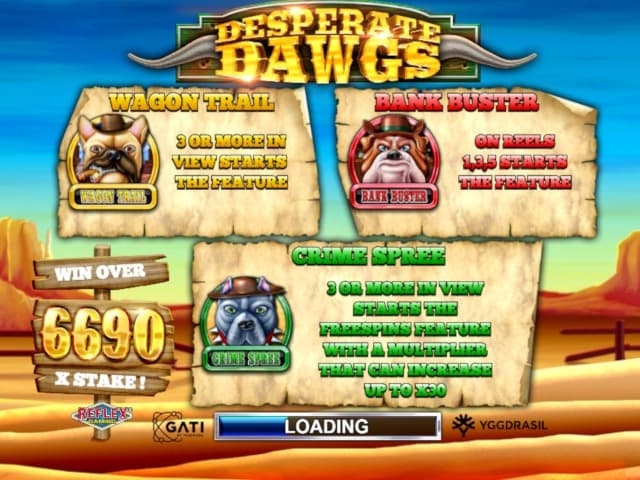 DESPERATE
DAWGS
WAGON TRAIL
3 OR MORE IN
VIEW STARTS
THE FEATURE
WAGON TRAIL
BANK BUSTER
ON REELS
1,3,5 STARTS
THE FEATURE
BANK BUSTER
CRIME SPREE
3 OR MORE IN VIEW
STARTS THE
FREESPINS FEATURE
WITH A MULTIPLIER
THAT CAN INCREASE
UP TO X30
CRIME SPREE
WIN OVER
6690
X STAKE!
REFLEX
GAMING
GATI
LOADING
YGGDRASIL